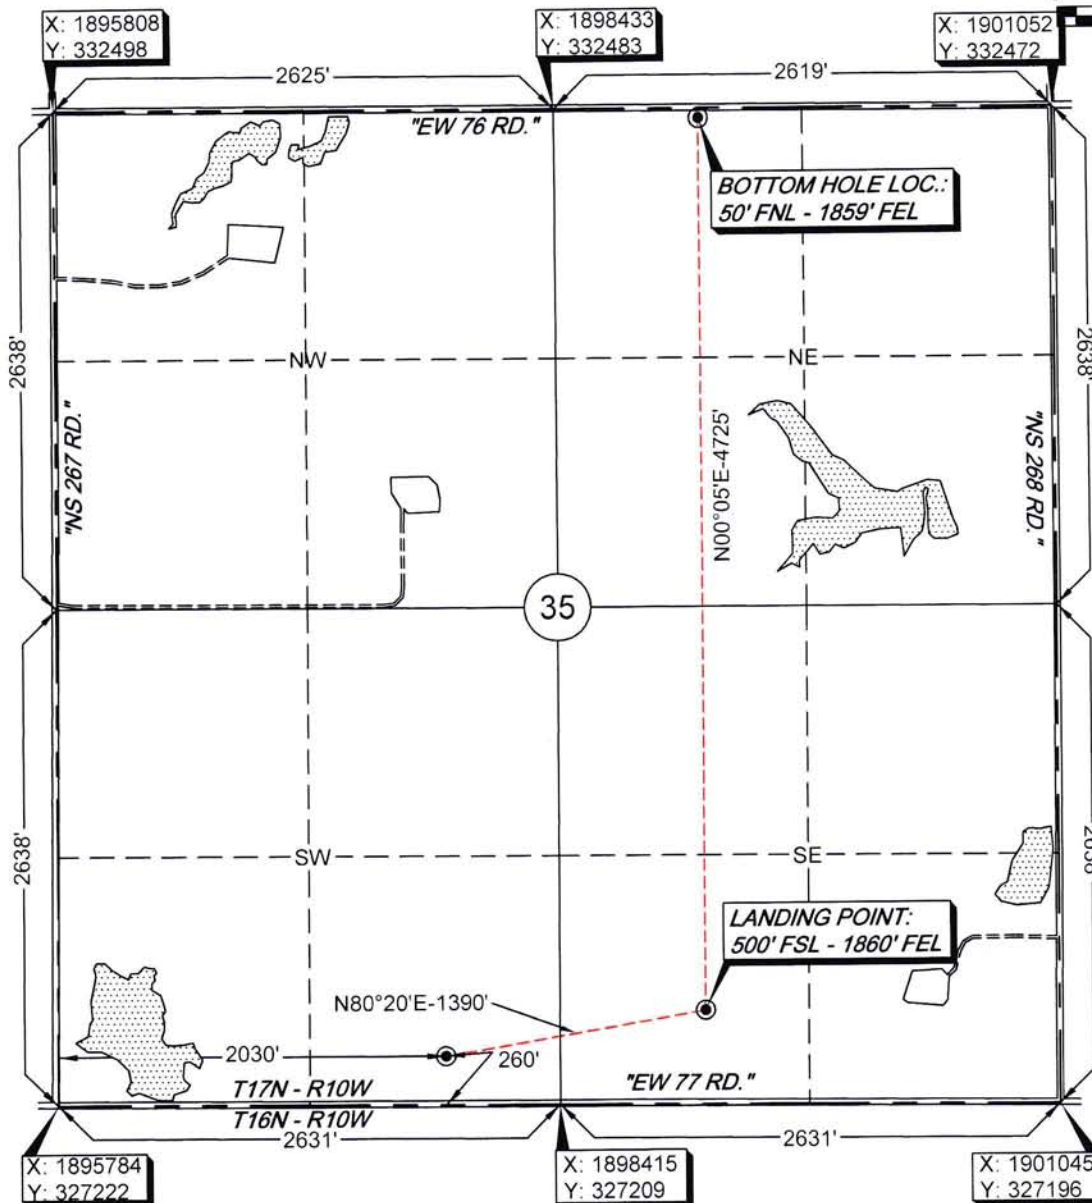 X: 1895808
Y: 332498
X: 1898433
Y: 332483
X: 1901052
Y: 332472
2625'
2619'
"EW 76 RD."
BOTTOM HOLE LOC.:
50' FNL - 1859' FEL
2638'
NW
NE
2638'
"NS 267 RD."
N00°05'E-4725'
"NS 268 RD."
35
2638'
SW
SE
2638'
LANDING POINT:
500' FSL - 1860' FEL
N80°20'E-1390'
2030'
260'
T17N - R10W
"EW 77 RD."
T16N - R10W
2631'
2631'
X: 1895784
Y: 327222
X: 1898415
Y: 327209
X: 1901045
Y: 327196